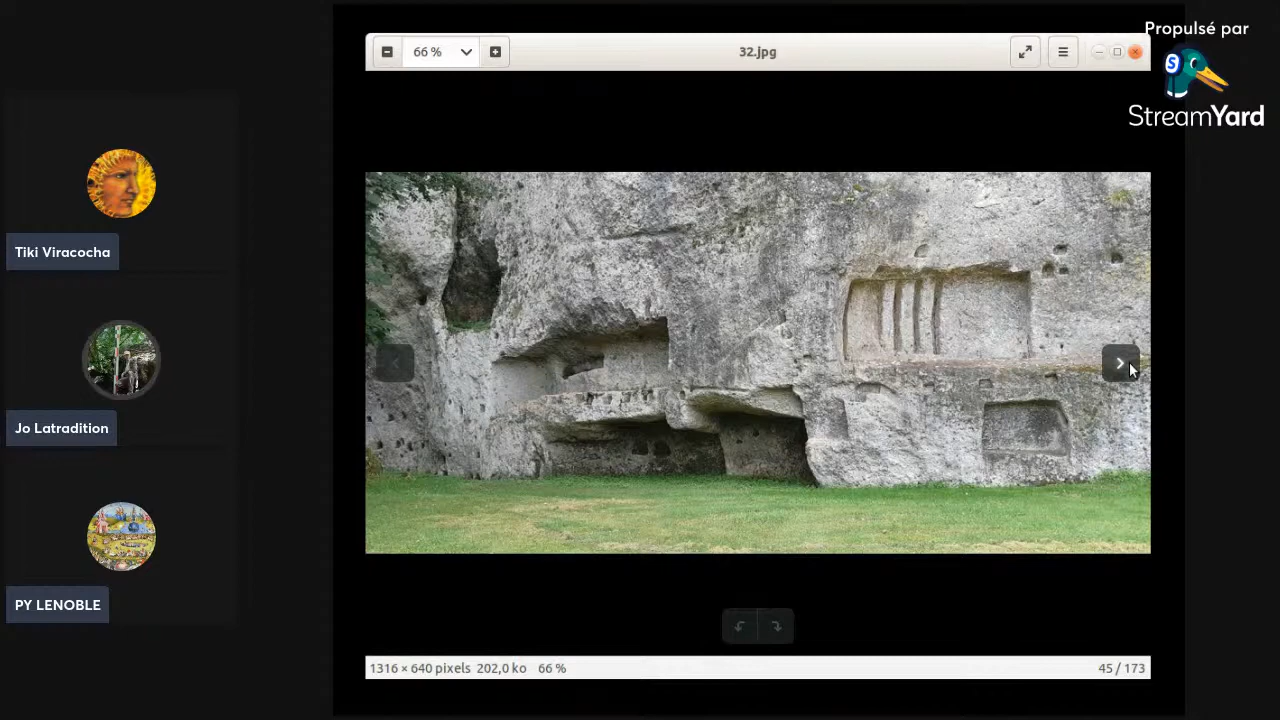 Propulsé par
StreamYard
66 %
32.jpg
Tiki Viracocha
Jo Latradition
PY LENOBLE
1316 × 640 pixels 202,0 ko 66 %
45 / 173